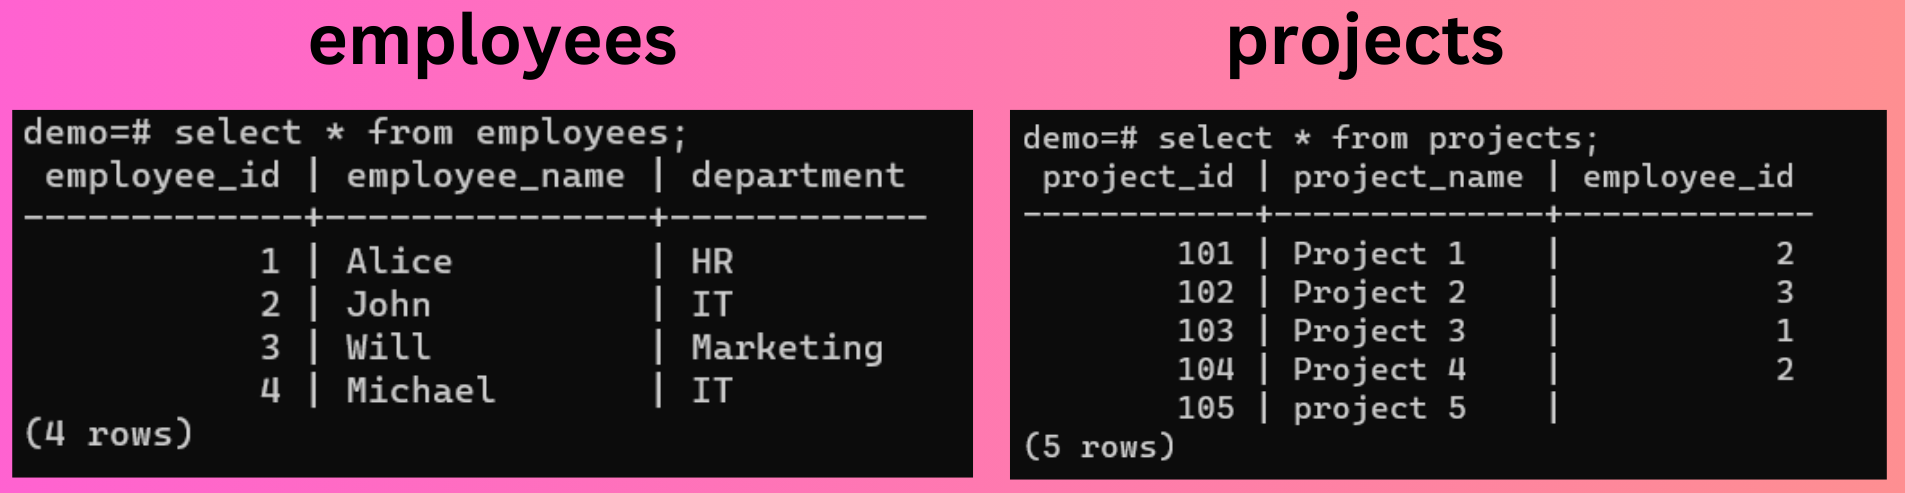 employees
demo=# select * from employees;
 employee_id | employee_name | department
-------------+---------------+------------
           1 | Alice         | HR
           2 | John          | IT
           3 | Will          | Marketing
           4 | Michael       | IT
(4 rows)
projects
demo=# select * from projects;
 project_id | project_name | employee_id
------------+--------------+-------------
        101 | Project 1    |           2
        102 | Project 2    |           3
        103 | Project 3    |           1
        104 | Project 4    |           2
        105 | project 5    |
(5 rows)